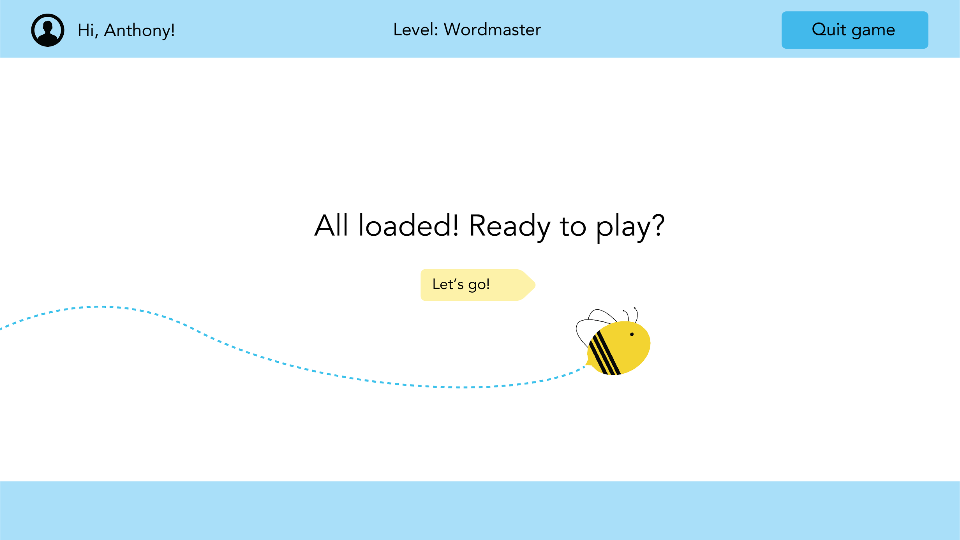 Hi, Anthony!
Level: Wordmaster
Quit game
All loaded! Ready to play?
Let's go!